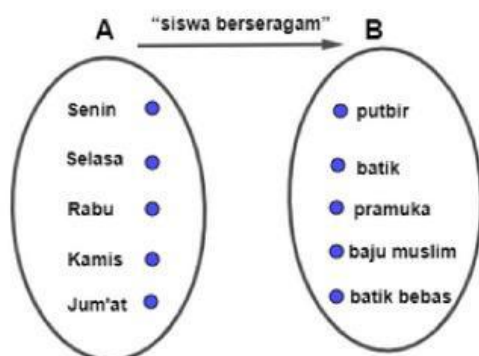 A “siswa berseragam” B
Senin
Selasa
Rabu
Kamis
Jum'at
putbir
batik
pramuka
baju muslim
batik bebas